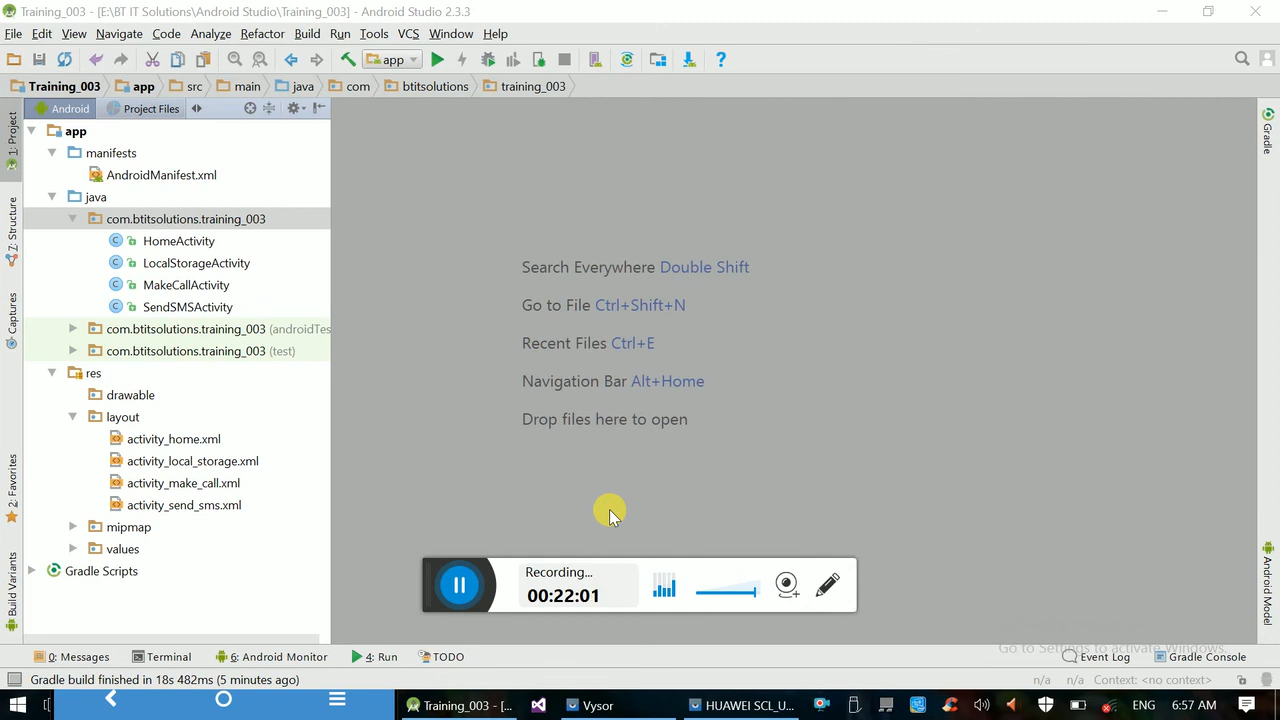 Training_003 - [E:\BT IT Solutions\Android Studio\Training_003] - Android Studio 2.3.3
File Edit View Navigate Code Analyze Refactor Build Run Tools VCS Window Help
app
Training_003 app src main java com btitsolutions training_003
Android Project Files
1: Project
7: Structure
Captures
2: Favorites
Build Variants
app
manifests
AndroidManifest.xml
java
com.btitsolutions.training_003
HomeActivity
LocalStorageActivity
MakeCallActivity
SendSMSActivity
com.btitsolutions.training_003 (androidTes
com.btitsolutions.training_003 (test)
res
drawable
layout
activity_home.xml
activity_local_storage.xml
activity_make_call.xml
activity_send_sms.xml
mipmap
values
Gradle Scripts
Search Everywhere Double Shift
Go to File Ctrl+Shift+N
Recent Files Ctrl+E
Navigation Bar Alt+Home
Drop files here to open
Recording...
00:22:01
Gradle
Android Model
Go to Settings to activate Windows.
0: Messages Terminal 6: Android Monitor 4: Run TODO Event Log Gradle Console
Gradle build finished in 18s 482ms (5 minutes ago) n/a n/a Context: <no context>
Training_003 - [... Vysor HUAWEI SCL_U... ENG 6:57 AM